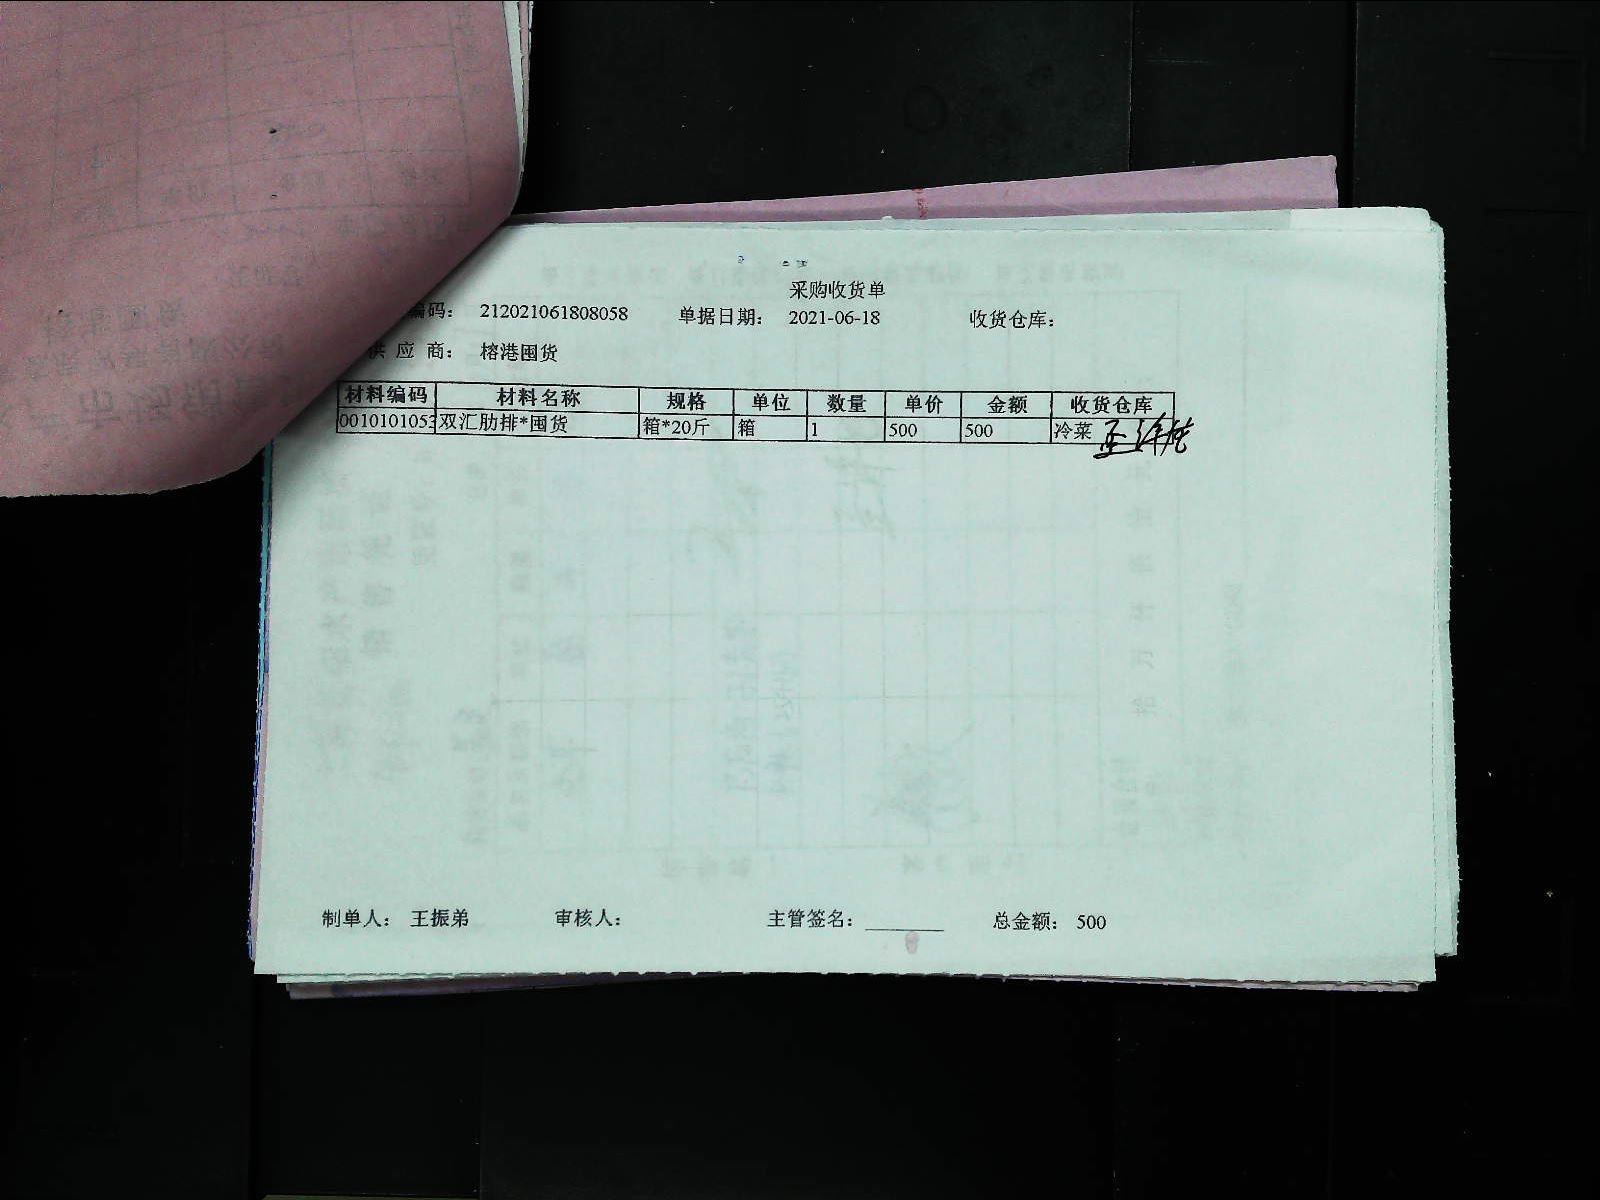 采购收货单
编码： 212021061808058 单据日期： 2021-06-18 收货仓库：
供 应 商： 榕港囤货
材料编码 材料名称 规格 单位 数量 单价 金额 收货仓库
0010101053 双汇肋排*囤货 箱*20斤 箱 1 500 500 冷菜
制单人： 王振弟 审核人： 主管签名： 总金额： 500